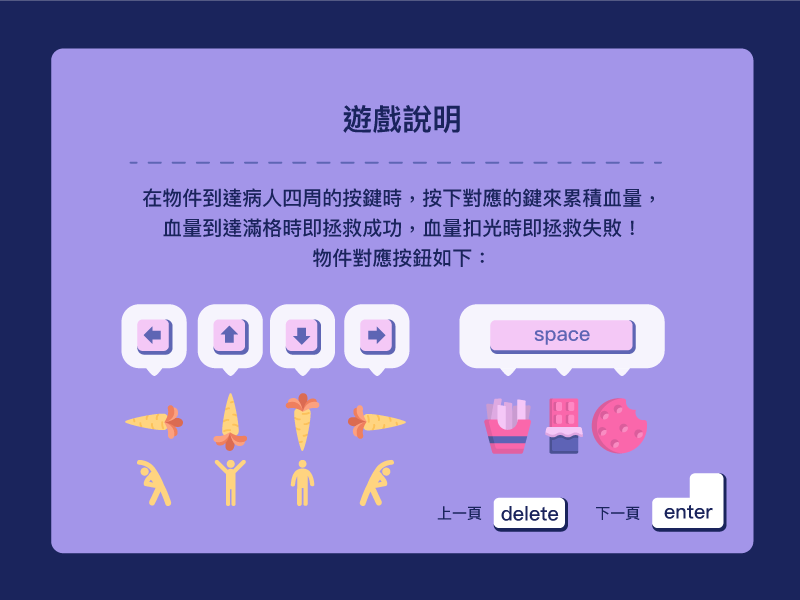 遊戲說明
在物件到達病人四周的按鍵時，按下對應的鍵來累積血量，
血量到達滿格時即拯救成功，血量扣光時即拯救失敗！
物件對應按鈕如下：
space
上一頁 delete 下一頁 enter